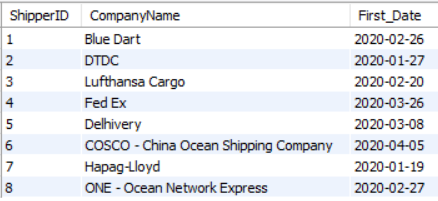 ShipperID CompanyName First_Date
1 Blue Dart 2020-02-26
2 DTDC 2020-01-27
3 Lufthansa Cargo 2020-02-20
4 Fed Ex 2020-03-26
5 Delhivery 2020-03-08
6 COSCO - China Ocean Shipping Company 2020-04-05
7 Hapag-Lloyd 2020-01-19
8 ONE - Ocean Network Express 2020-02-27